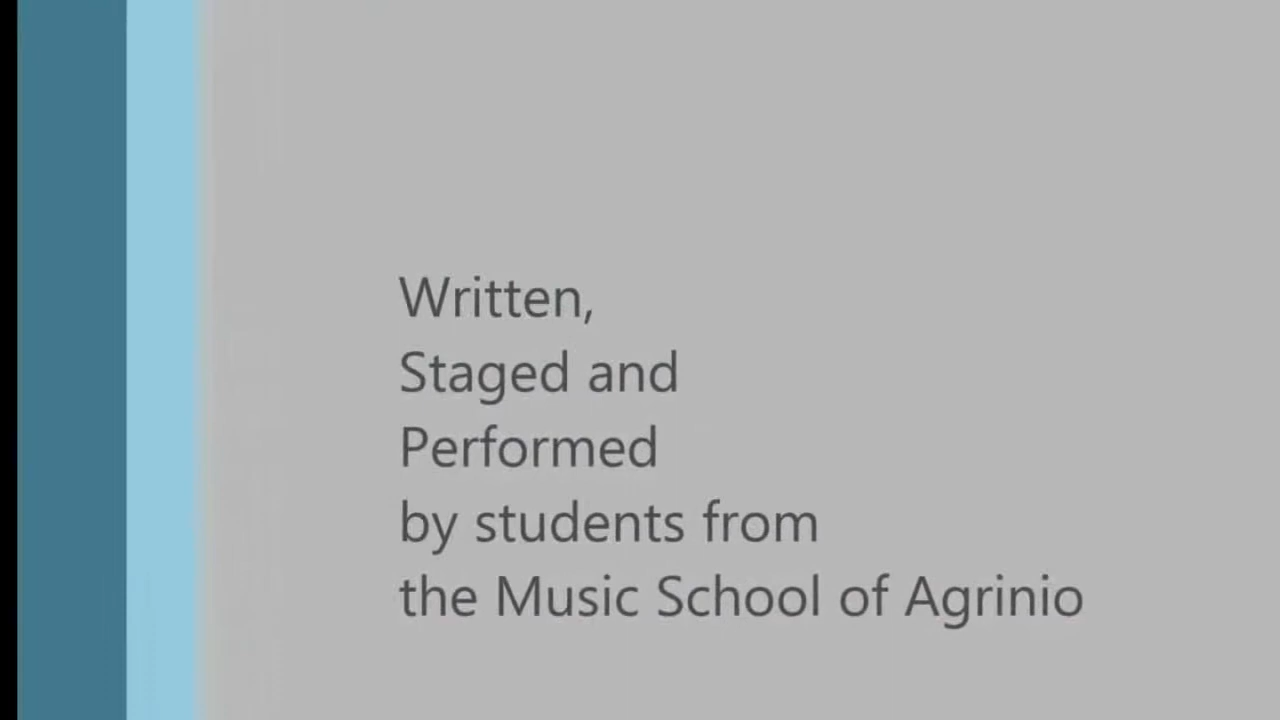 Written,
Staged and
Performed
by students from
the Music School of Agrinio